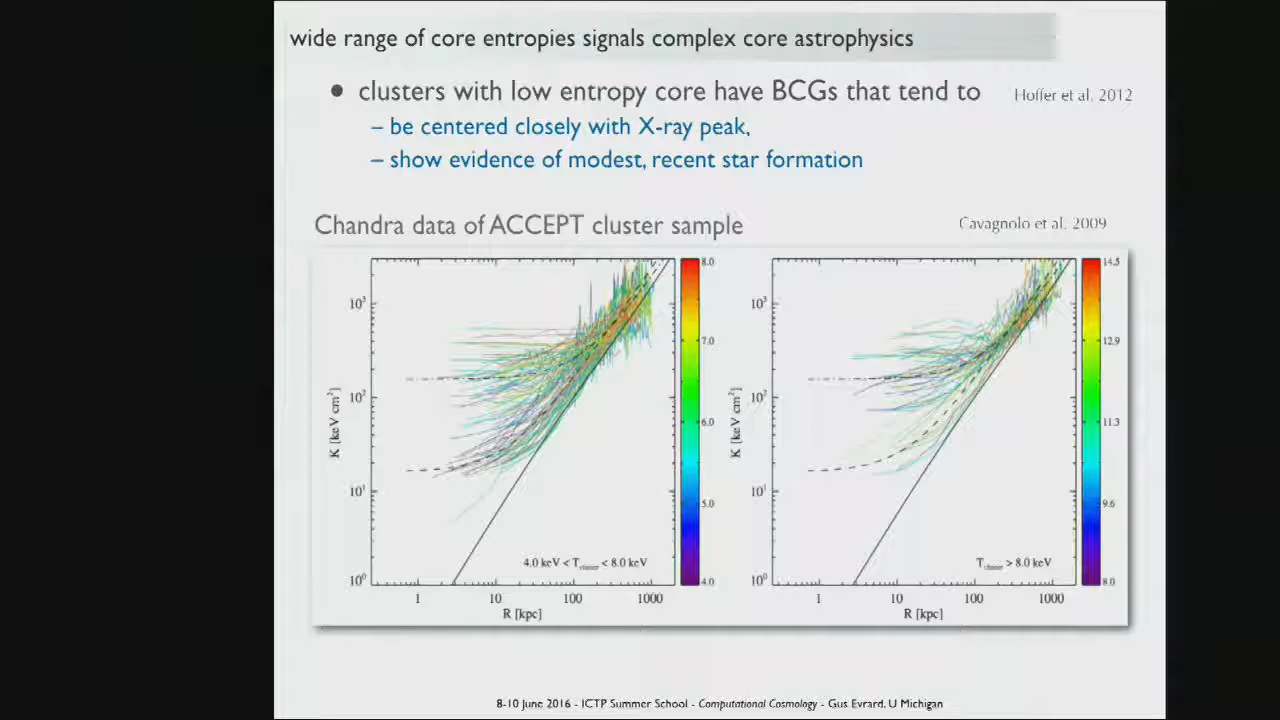 wide range of core entropies signals complex core astrophysics
• clusters with low entropy core have BCGs that tend to
Hoffer et al. 2012
– be centered closely with X-ray peak,
– show evidence of modest, recent star formation
Chandra data of ACCEPT cluster sample
Cavagnolo et al. 2009
K [keV cm²]
10³
10²
10¹
10⁰
1 10 100 1000
R [kpc]
4.0 keV < T_cluster < 8.0 keV
8.0
7.0
6.0
5.0
4.0
K [keV cm²]
10³
10²
10¹
10⁰
1 10 100 1000
R [kpc]
T_cluster > 8.0 keV
14.5
12.9
11.3
9.6
8.0
8-10 June 2016 - ICTP Summer School - Computational Cosmology - Gus Evrard, U Michigan